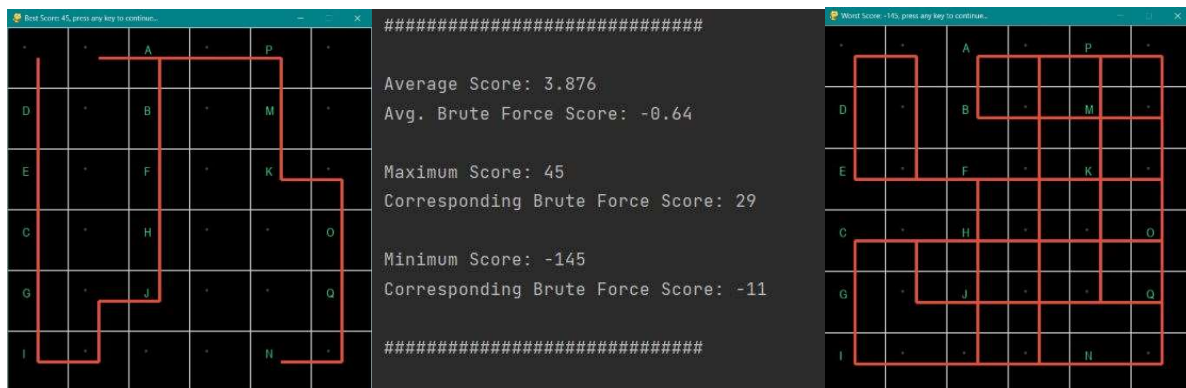 Best Score: 45, press any key to continue...
A P
D B M
E F K
C H O
G J Q
I N
##############################
Average Score: 3.876
Avg. Brute Force Score: -0.64
Maximum Score: 45
Corresponding Brute Force Score: 29
Minimum Score: -145
Corresponding Brute Force Score: -11
##############################
Worst Score: -145, press any key to continue...
A P
D B M
E F K
C H O
G J Q
I N